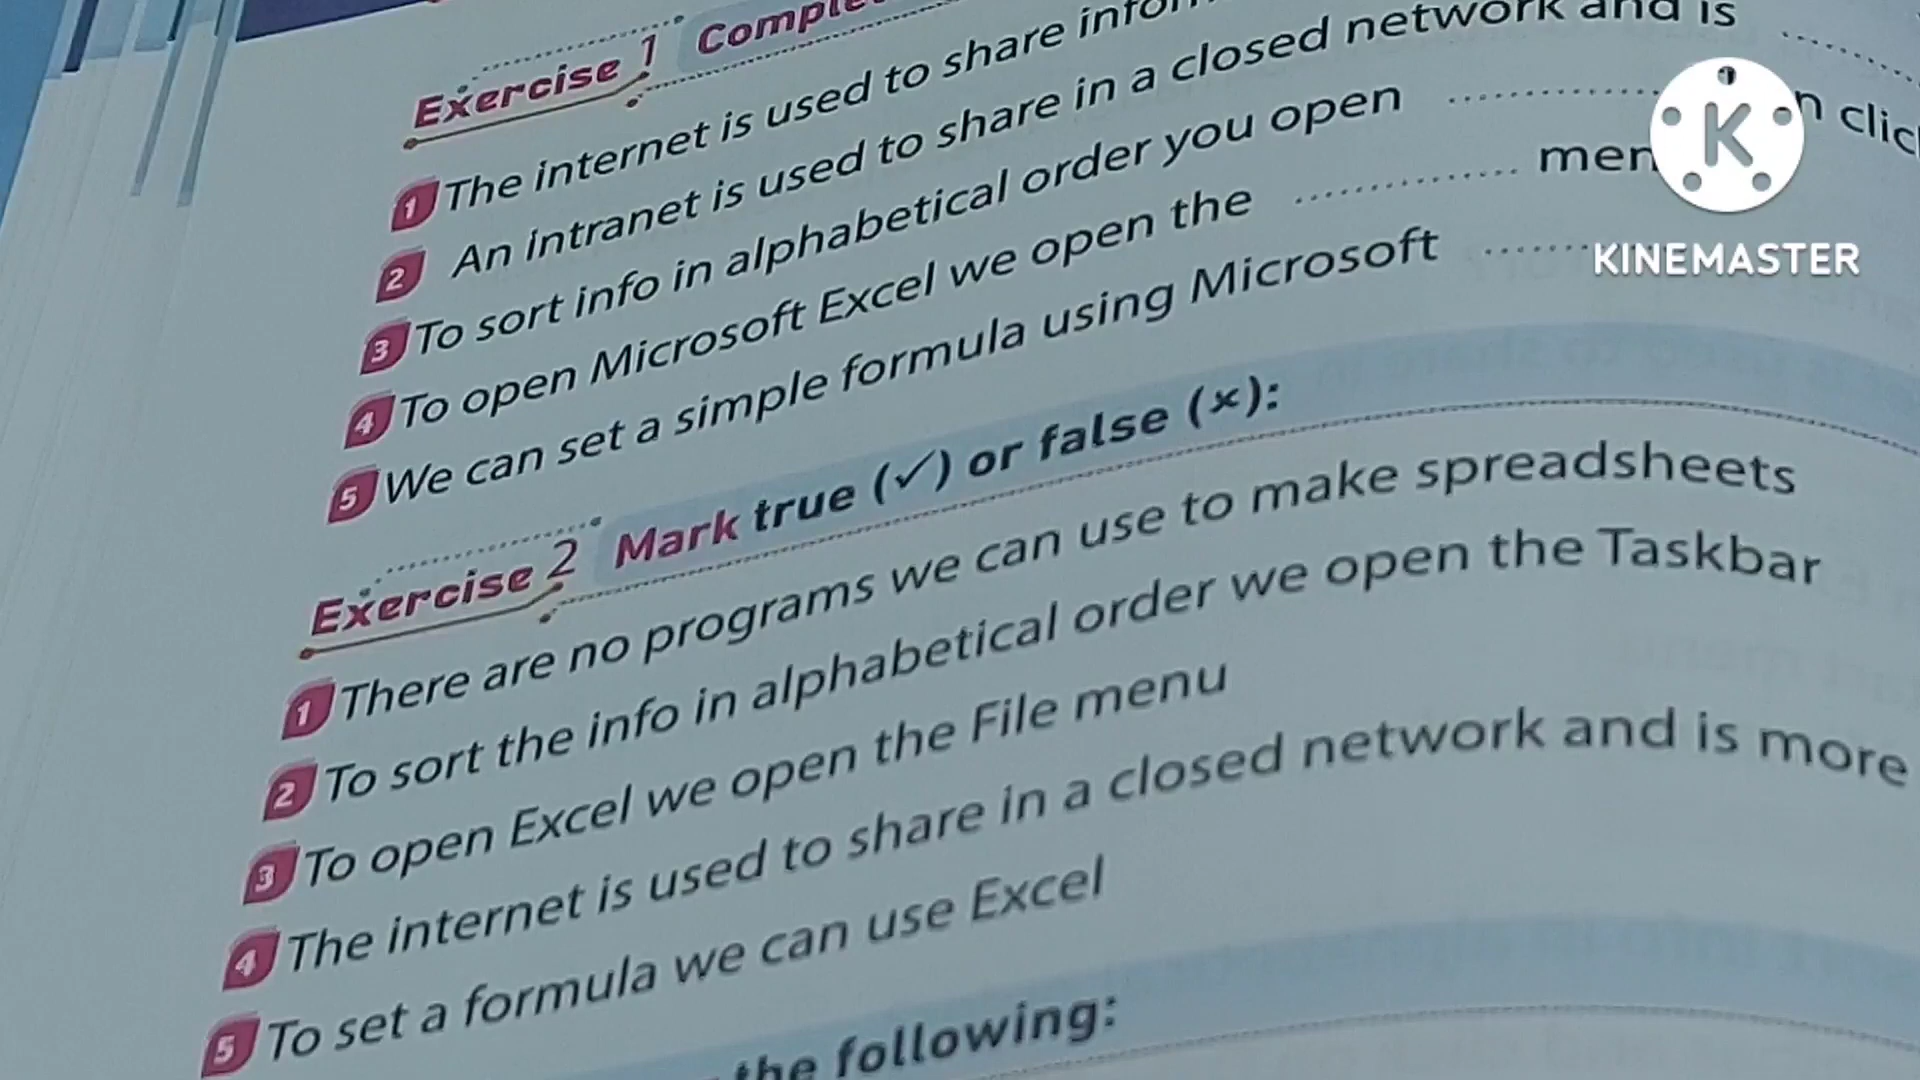 Exercise 1 Complete
1 The internet is used to share
2 An intranet is used to share in a closed network and is ..........
3 To sort info in alphabetical order you open ..........
4 To open Microsoft Excel we open the .......... 
5 We can set a simple formula using Microsoft ..........
Exercise 2 Mark true (✓) or false (×):
1 There are no programs we can use to make spreadsheets
2 To sort the info in alphabetical order we open the Taskbar
3 To open Excel we open the File menu
4 The internet is used to share in a closed network and is more
5 To set a formula we can use Excel
the following:
K
KINEMASTER